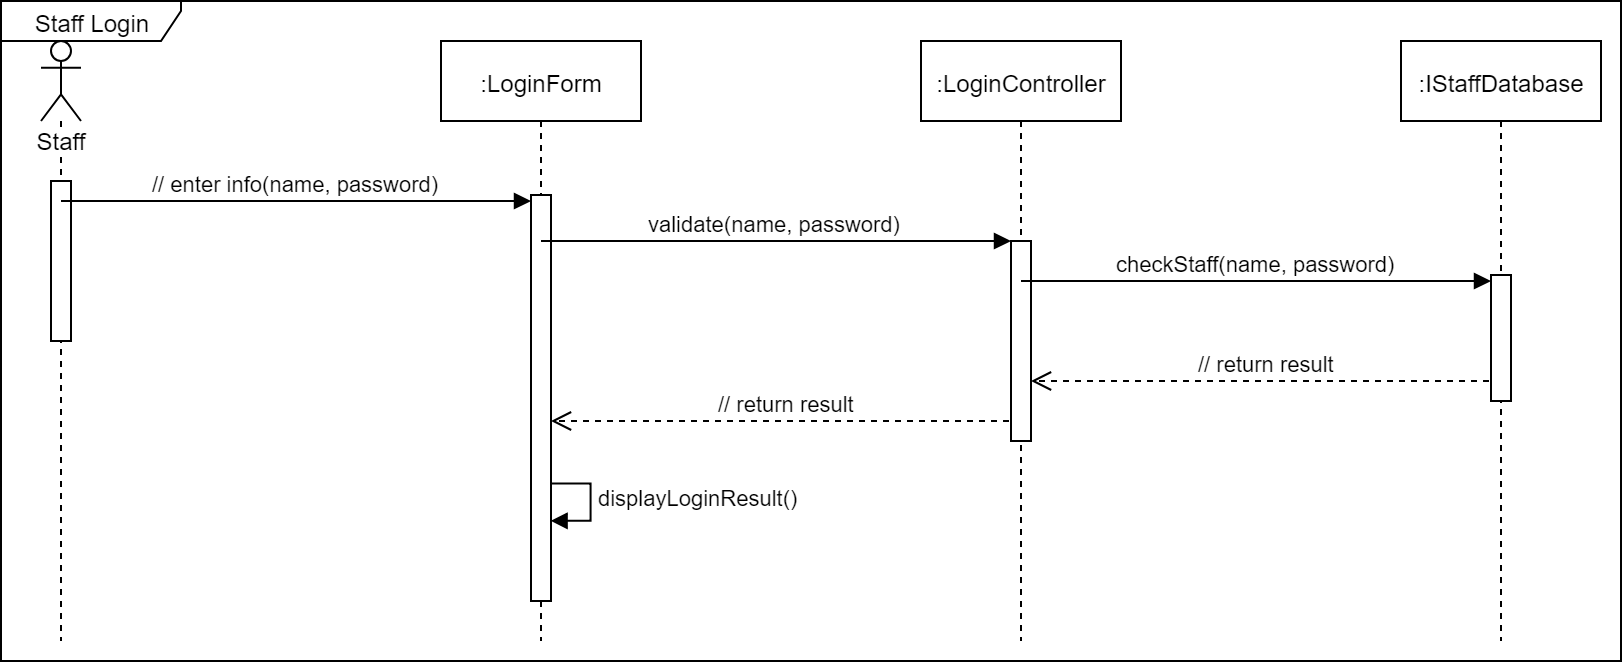 Staff Login
:LoginForm
:LoginController
:IStaffDatabase
Staff
// enter info(name, password)
validate(name, password)
checkStaff(name, password)
// return result
// return result
displayLoginResult()